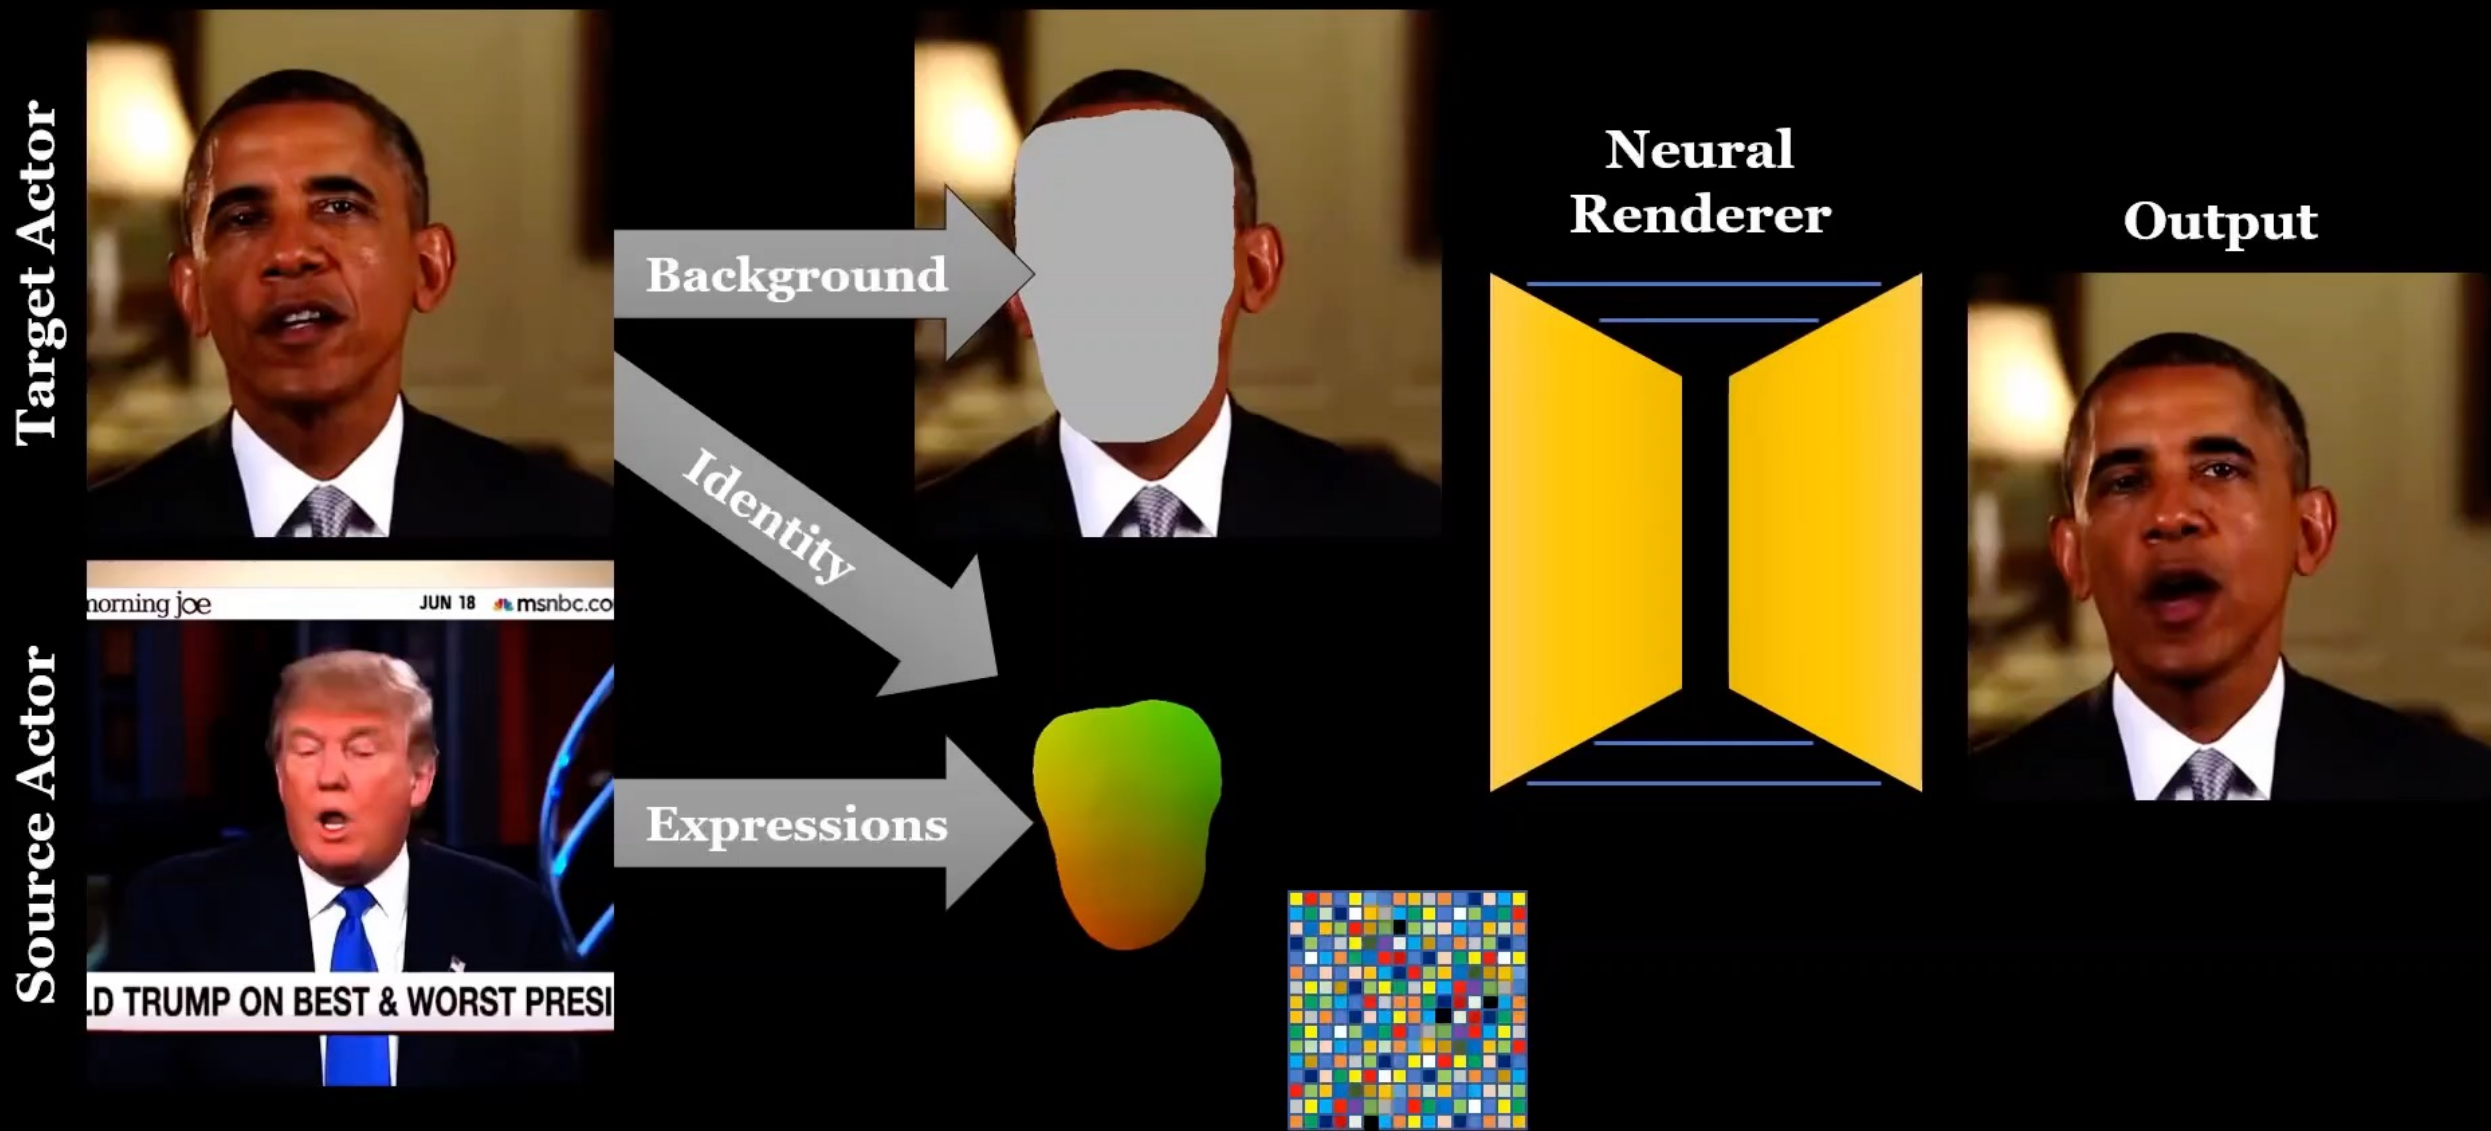 Target Actor
Background
Identity
Neural
Renderer
Output
Source Actor
morning joe
JUN 18 msnbc.co
Expressions
LD TRUMP ON BEST & WORST PRESI